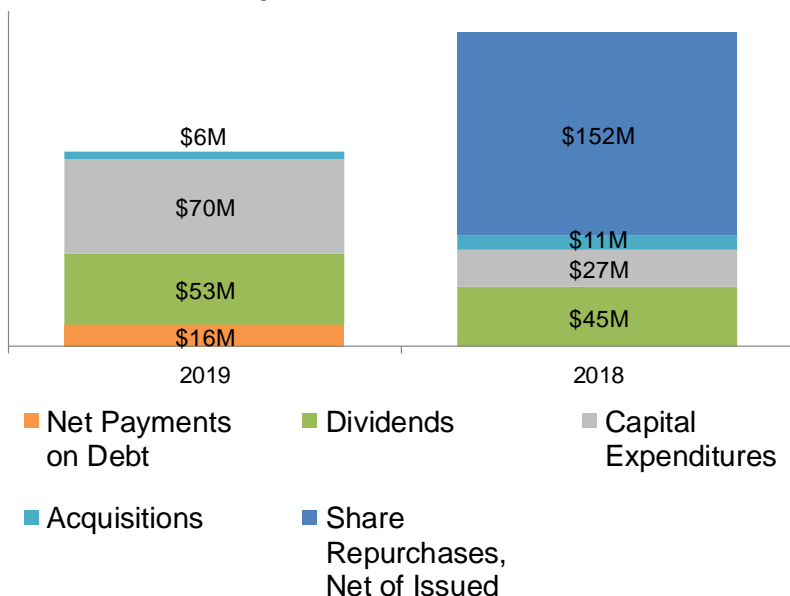 $6M
$70M
$53M
$16M
$152M
$11M
$27M
$45M
2019
2018
Net Payments
on Debt
Dividends
Capital
Expenditures
Acquisitions
Share
Repurchases,
Net of Issued